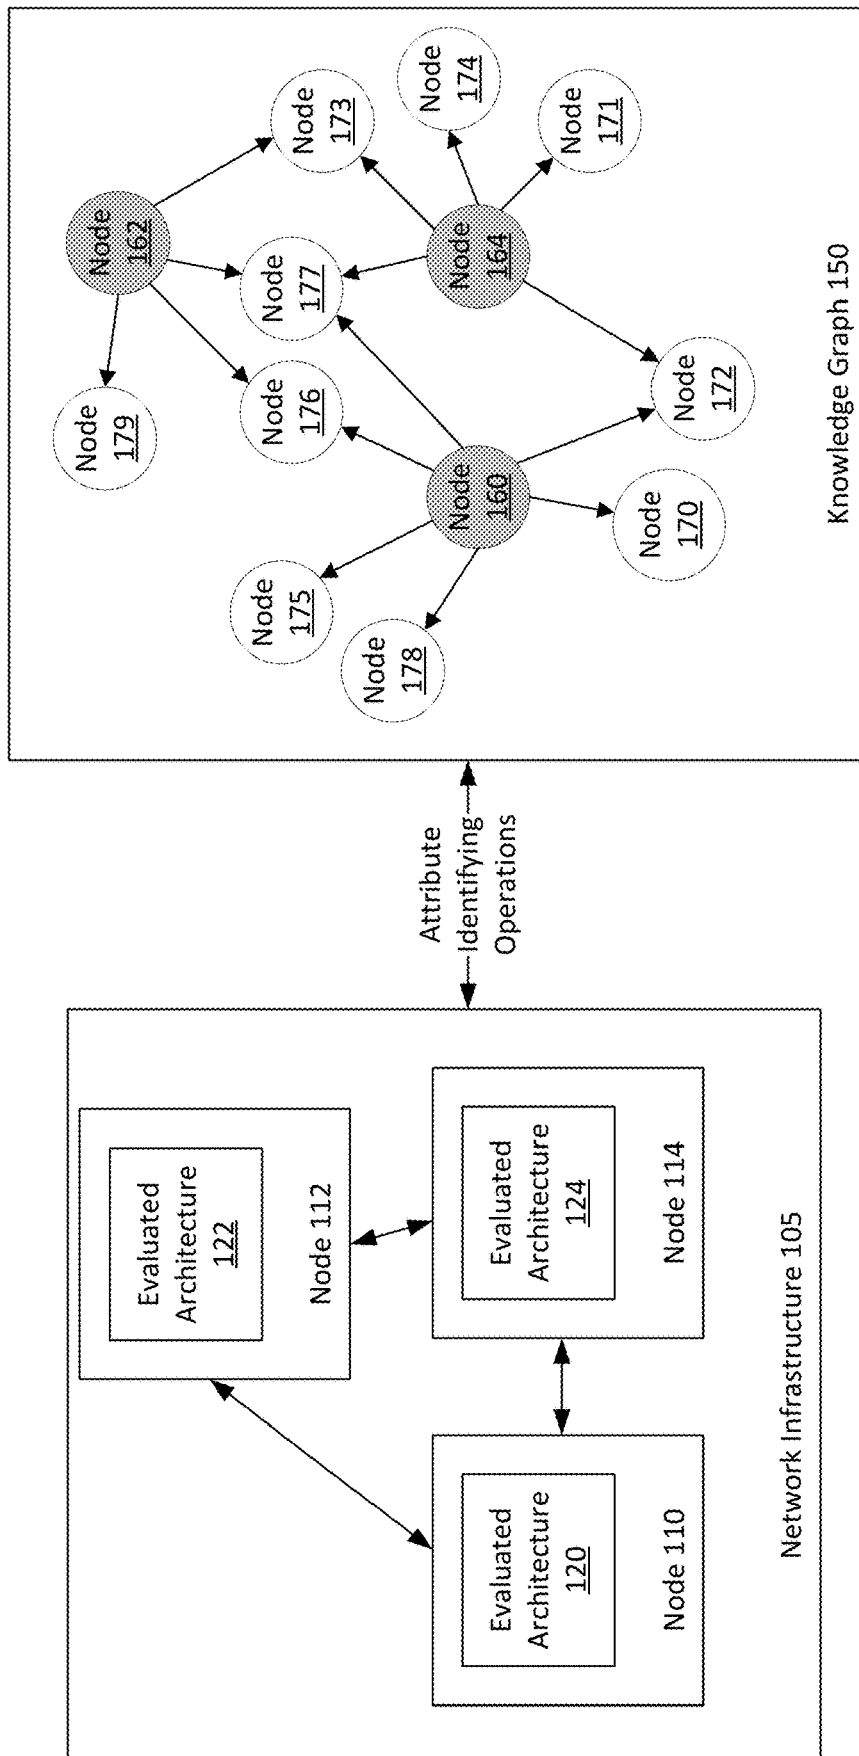 Evaluated
Architecture
122
Node 112
Evaluated
Architecture
120
Node 110
Evaluated
Architecture
124
Node 114
Network Infrastructure 105
Attribute
Identifying
Operations
Node
179
Node
162
Node
176
Node
177
Node
173
Node
175
Node
178
Node
160
Node
164
Node
174
Node
170
Node
172
Node
171
Knowledge Graph 150